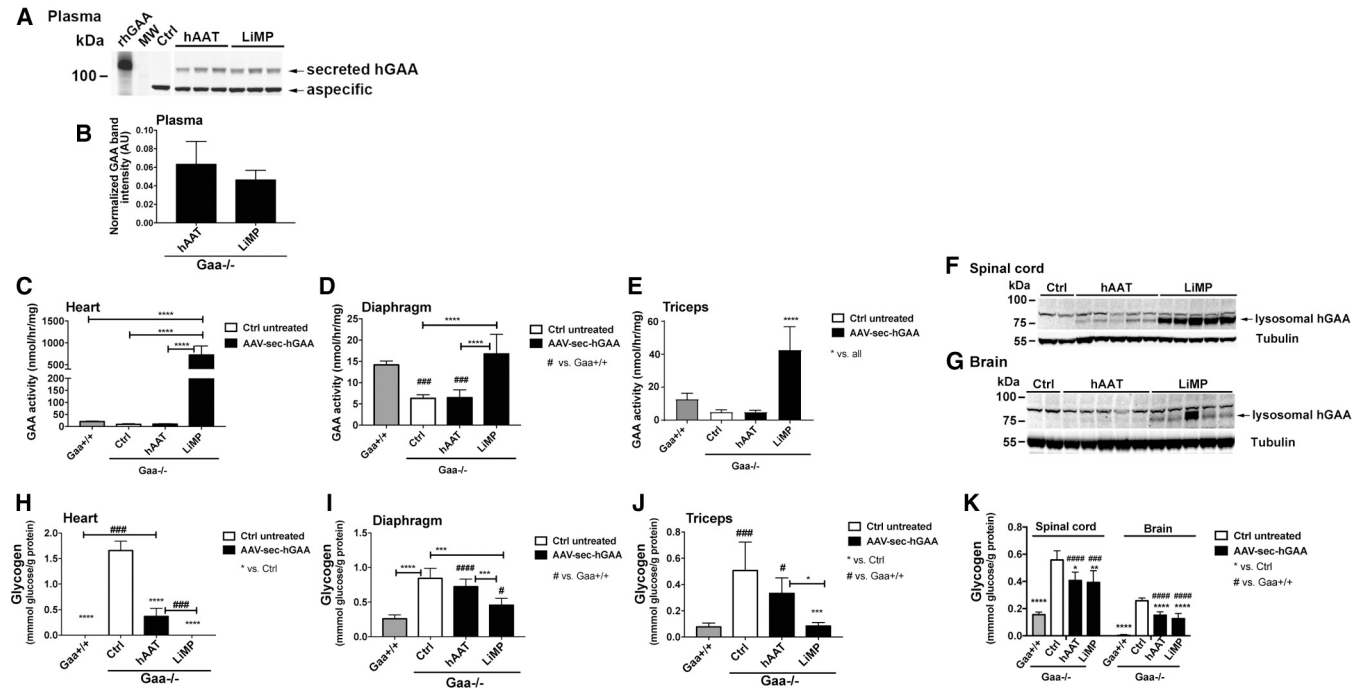 A Plasma
kDa
rhGAA
MW
Ctrl
hAAT
LiMP
100
secreted hGAA
aspecific
B Plasma
Normalized GAA band
intensity (AU)
0.10
0.08
0.06
0.04
0.02
0.00
hAAT
LiMP
Gaa-/-
C Heart
GAA activity (nmol/hr/mg)
1500
1000
500
200
150
100
50
0
****
****
****
Ctrl untreated
AAV-sec-hGAA
Gaa+/+
Ctrl
hAAT
LiMP
Gaa-/-
D Diaphragm
GAA activity (nmol/hr/mg)
25
20
15
10
5
0
****
****
###
###
Ctrl untreated
AAV-sec-hGAA
# vs. Gaa+/+
Gaa+/+
Ctrl
hAAT
LiMP
Gaa-/-
E Triceps
GAA activity (nmol/hr/mg)
60
40
20
0
****
Ctrl untreated
AAV-sec-hGAA
* vs. all
Gaa+/+
Ctrl
hAAT
LiMP
Gaa-/-
F Spinal cord
kDa
Ctrl
hAAT
LiMP
100
75
55
lysosomal hGAA
Tubulin
G Brain
kDa
Ctrl
hAAT
LiMP
100
75
55
lysosomal hGAA
Tubulin
H Heart
Glycogen
(mmmol glucose/g protein)
2.0
1.5
1.0
0.5
0.0
###
****
****
###
****
Ctrl untreated
AAV-sec-hGAA
* vs. Ctrl
Gaa+/+
Ctrl
hAAT
LiMP
Gaa-/-
I Diaphragm
Glycogen
(mmmol glucose/g protein)
1.5
1.0
0.5
0.0
***
****
####
***
#
Ctrl untreated
AAV-sec-hGAA
# vs. Gaa+/+
Gaa+/+
Ctrl
hAAT
LiMP
Gaa-/-
J Triceps
Glycogen
(mmmol glucose/g protein)
0.8
0.6
0.4
0.2
0.0
###
#
*
***
Ctrl untreated
AAV-sec-hGAA
* vs. Ctrl
# vs. Gaa+/+
Gaa+/+
Ctrl
hAAT
LiMP
Gaa-/-
K Spinal cord Brain
Glycogen
(mmmol glucose/g protein)
0.8
0.6
0.4
0.2
0.0
****
####
*
###
**
****
####
****
####
****
Ctrl untreated
AAV-sec-hGAA
* vs. Ctrl
# vs. Gaa+/+
Gaa+/+
Ctrl
hAAT
LiMP
Gaa+/+
Ctrl
hAAT
LiMP
Gaa-/-
Gaa-/-